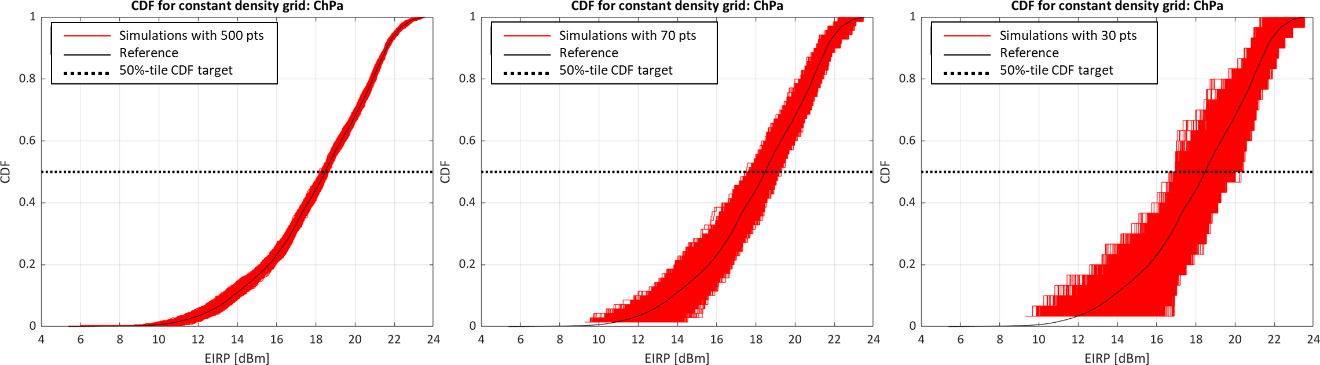 CDF for constant density grid: ChPa
Simulations with 500 pts
Reference
50%-tile CDF target
1
0.8
0.6
0.4
0.2
0
CDF
4 6 8 10 12 14 16 18 20 22 24
EIRP [dBm]
CDF for constant density grid: ChPa
Simulations with 70 pts
Reference
50%-tile CDF target
1
0.8
0.6
0.4
0.2
0
CDF
4 6 8 10 12 14 16 18 20 22 24
EIRP [dBm]
CDF for constant density grid: ChPa
Simulations with 30 pts
Reference
50%-tile CDF target
1
0.8
0.6
0.4
0.2
0
CDF
4 6 8 10 12 14 16 18 20 22 24
EIRP [dBm]